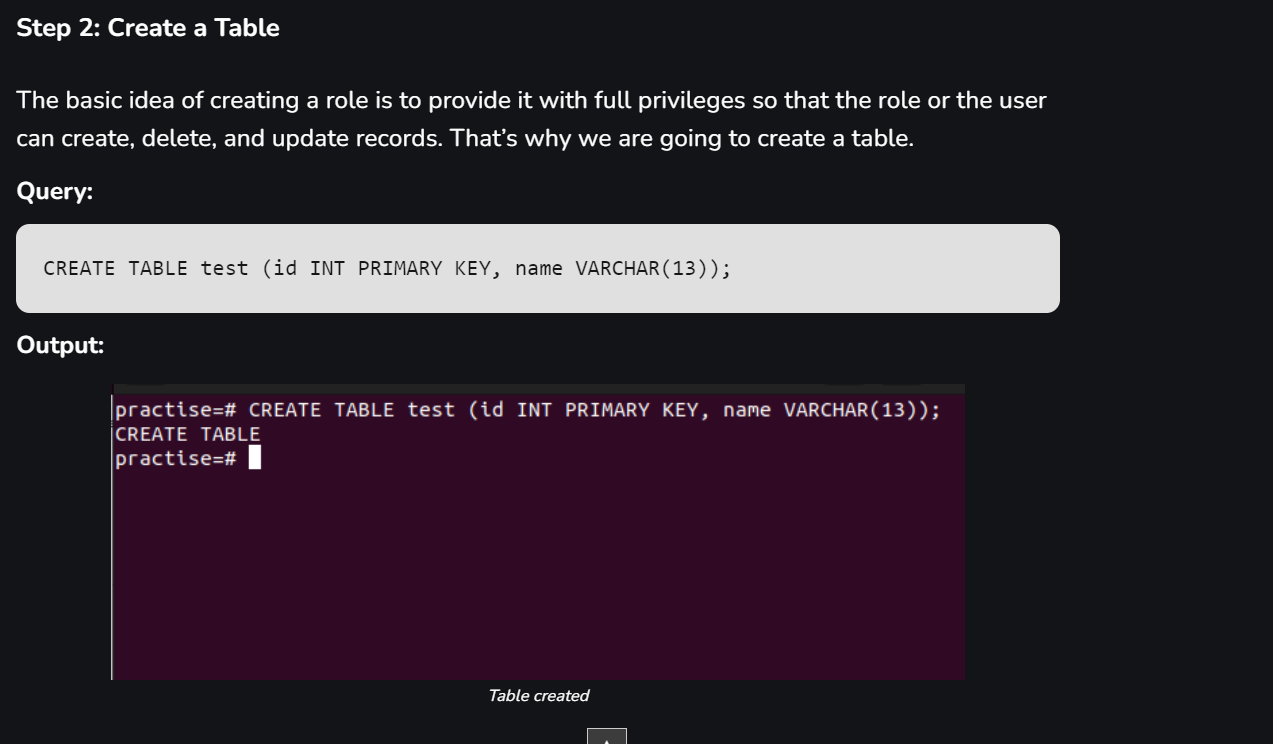 Step 2: Create a Table
The basic idea of creating a role is to provide it with full privileges so that the role or the user
can create, delete, and update records. That’s why we are going to create a table.
Query:
CREATE TABLE test (id INT PRIMARY KEY, name VARCHAR(13));
Output:
practise=# CREATE TABLE test (id INT PRIMARY KEY, name VARCHAR(13));
CREATE TABLE
practise=#
Table created